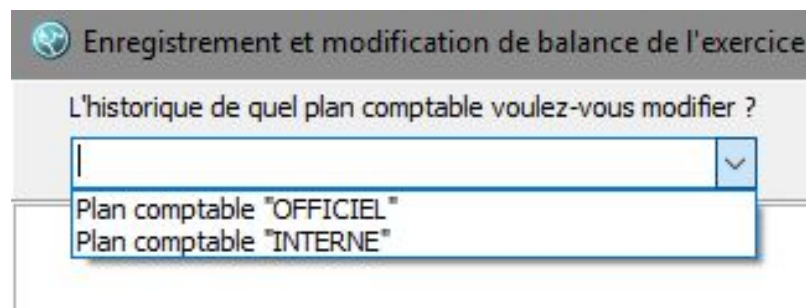 Enregistrement et modification de balance de l'exercice
L'historique de quel plan comptable voulez-vous modifier ?
Plan comptable "OFFICIEL"
Plan comptable "INTERNE"